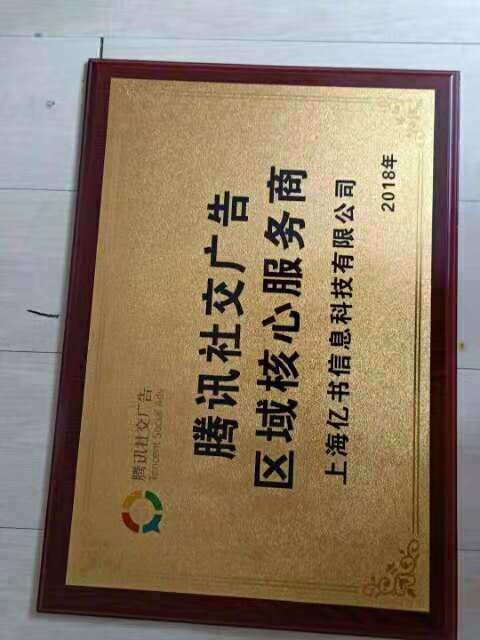 腾讯社交广告
Tencent Social Ads
腾讯社交广告
区域核心服务商
上海亿书信息科技有限公司
2018年